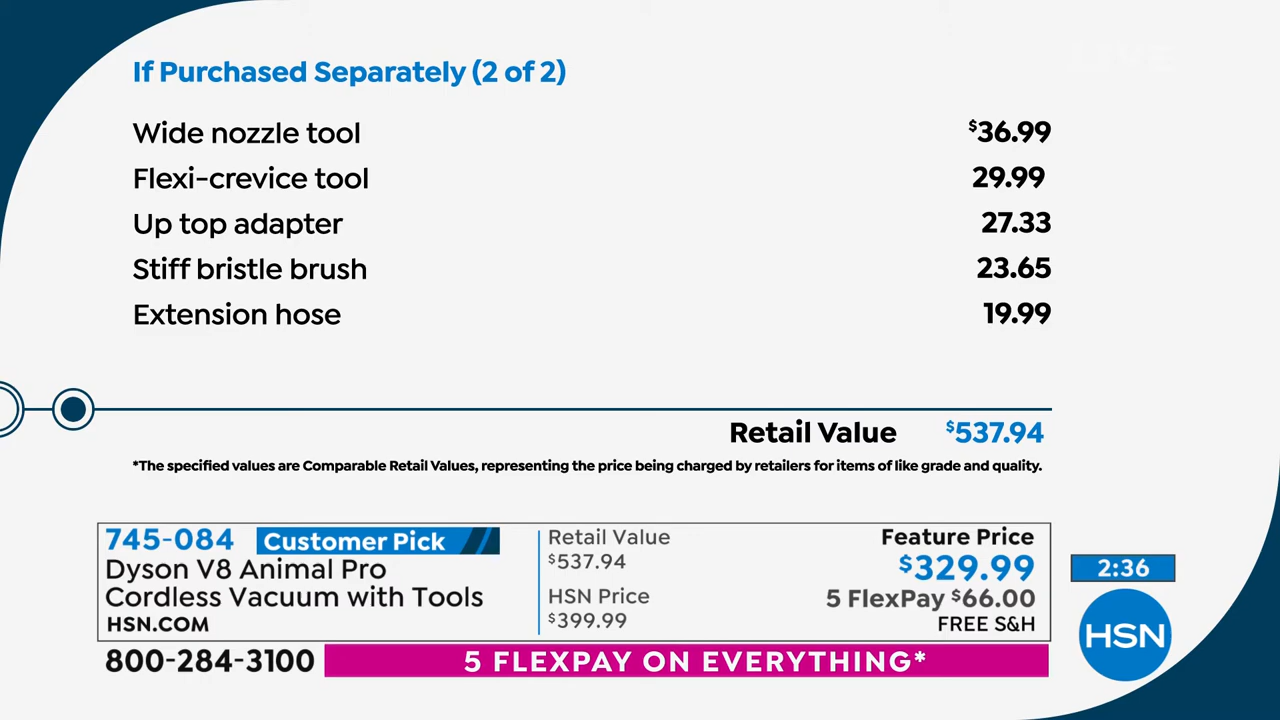 If Purchased Separately (2 of 2)
Wide nozzle tool $36.99
Flexi-crevice tool 29.99
Up top adapter 27.33
Stiff bristle brush 23.65
Extension hose 19.99
Retail Value $537.94
*The specified values are Comparable Retail Values, representing the price being charged by retailers for items of like grade and quality.
745-084 Customer Pick
Dyson V8 Animal Pro
Cordless Vacuum with Tools
HSN.COM
Retail Value
$537.94
HSN Price
$399.99
Feature Price
$329.99
5 FlexPay $66.00
FREE S&H
2:36
HSN
800-284-3100 5 FLEXPAY ON EVERYTHING*